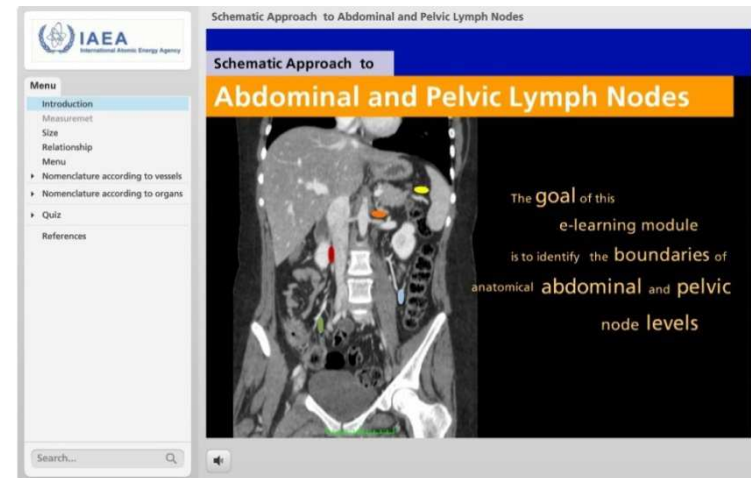 Schematic Approach to Abdominal and Pelvic Lymph Nodes
IAEA
International Atomic Energy Agency
Menu
Introduction
Measuremet
Size
Relationship
Menu
Nomenclature according to vessels
Nomenclature according to organs
Quiz
References
Search...
Schematic Approach to
Abdominal and Pelvic Lymph Nodes
The goal of this
e-learning module
is to identify the boundaries of
anatomical abdominal and pelvic
node levels